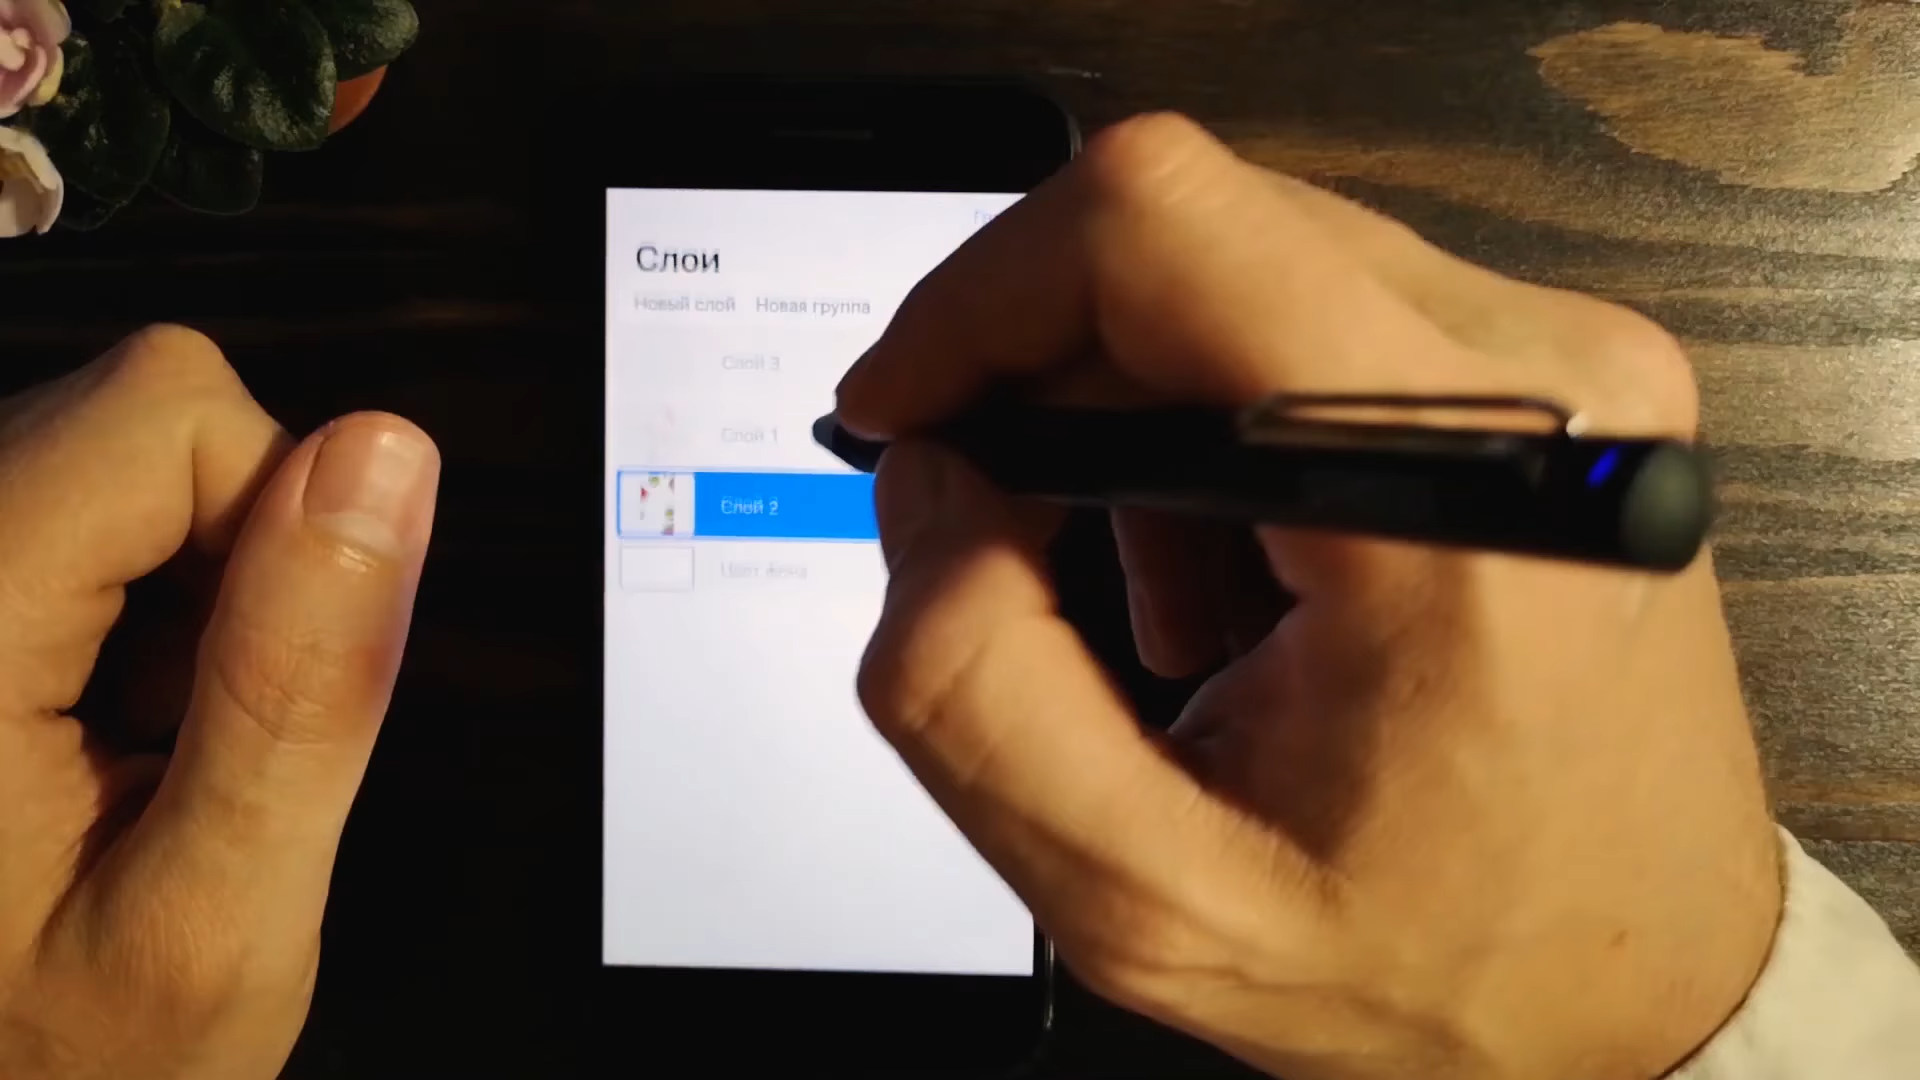 Слои
Новый слой Новая группа
Слой 3
Слой 1
Слой 2
Цвет фона